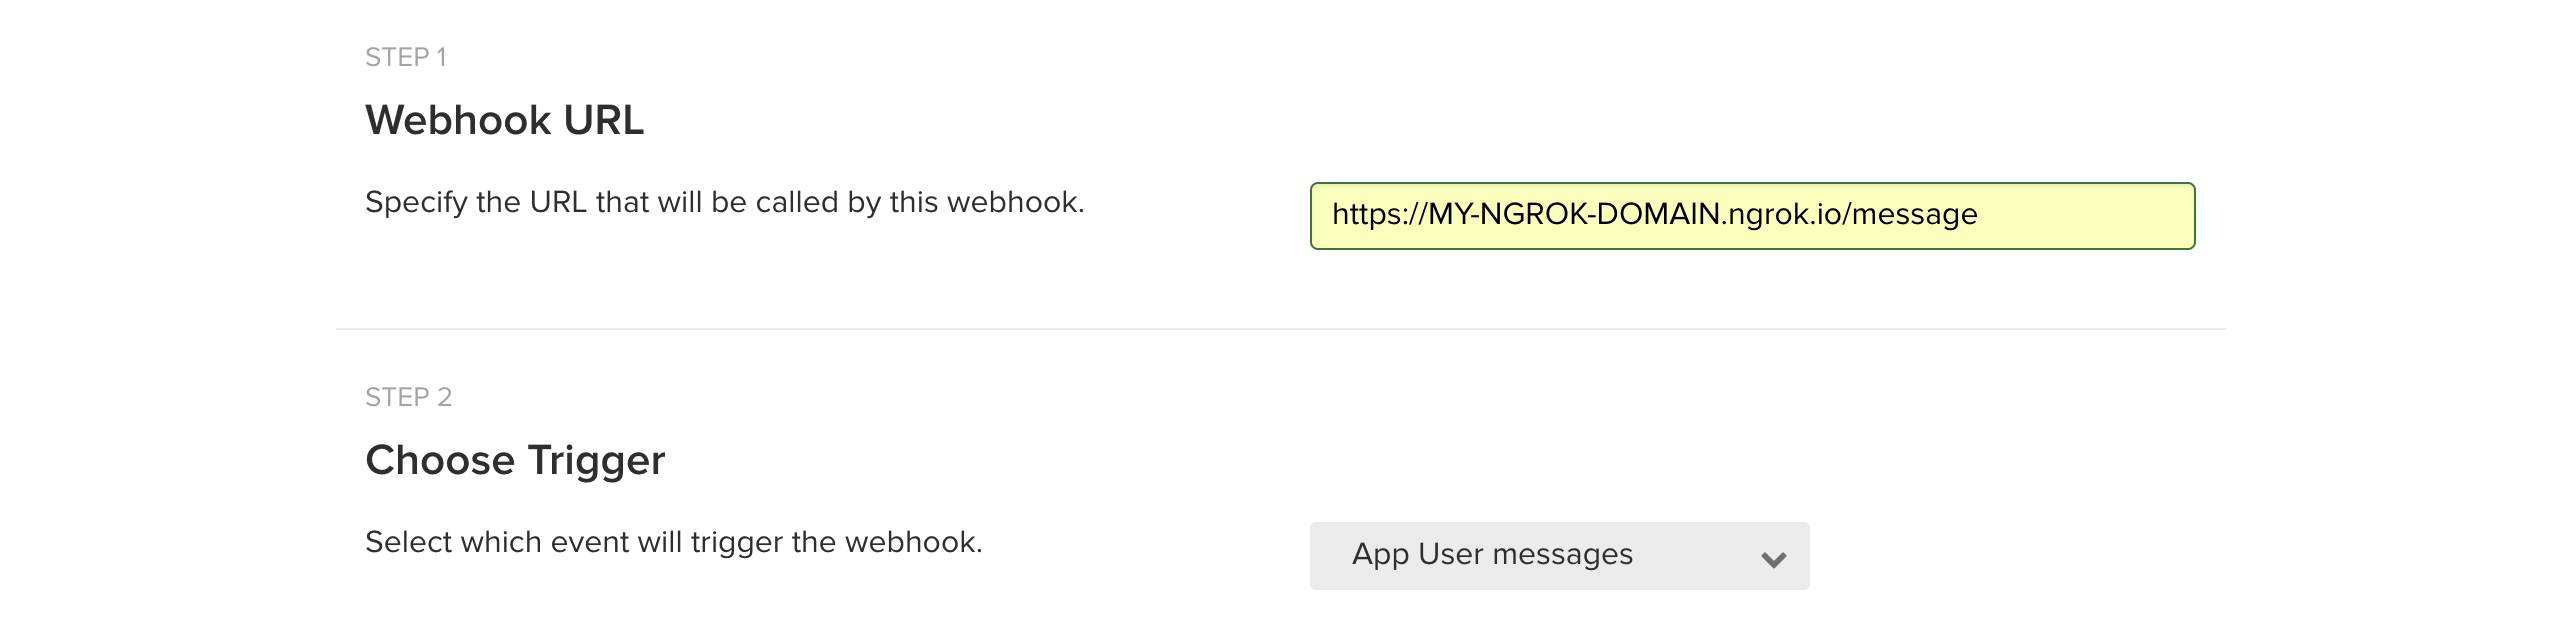 STEP 1
Webhook URL
Specify the URL that will be called by this webhook.
https://MY-NGROK-DOMAIN.ngrok.io/message
STEP 2
Choose Trigger
Select which event will trigger the webhook.
App User messages